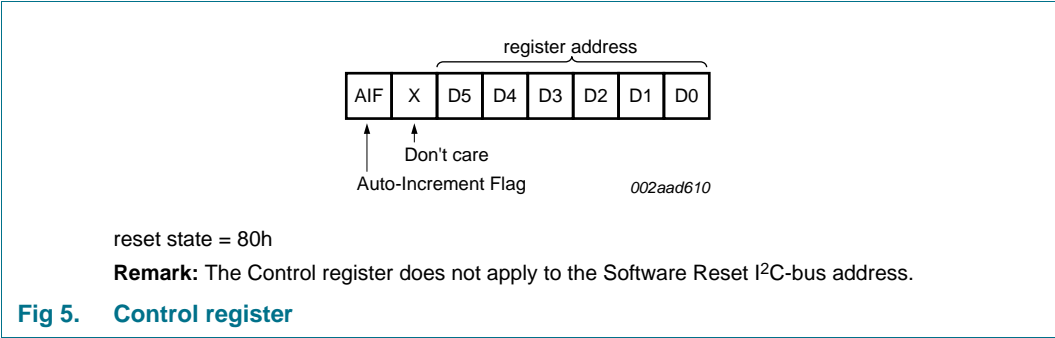 register address
AIF X D5 D4 D3 D2 D1 D0
Don't care
Auto-Increment Flag
002aad610
reset state = 80h
Remark: The Control register does not apply to the Software Reset I²C-bus address.
Fig 5. Control register